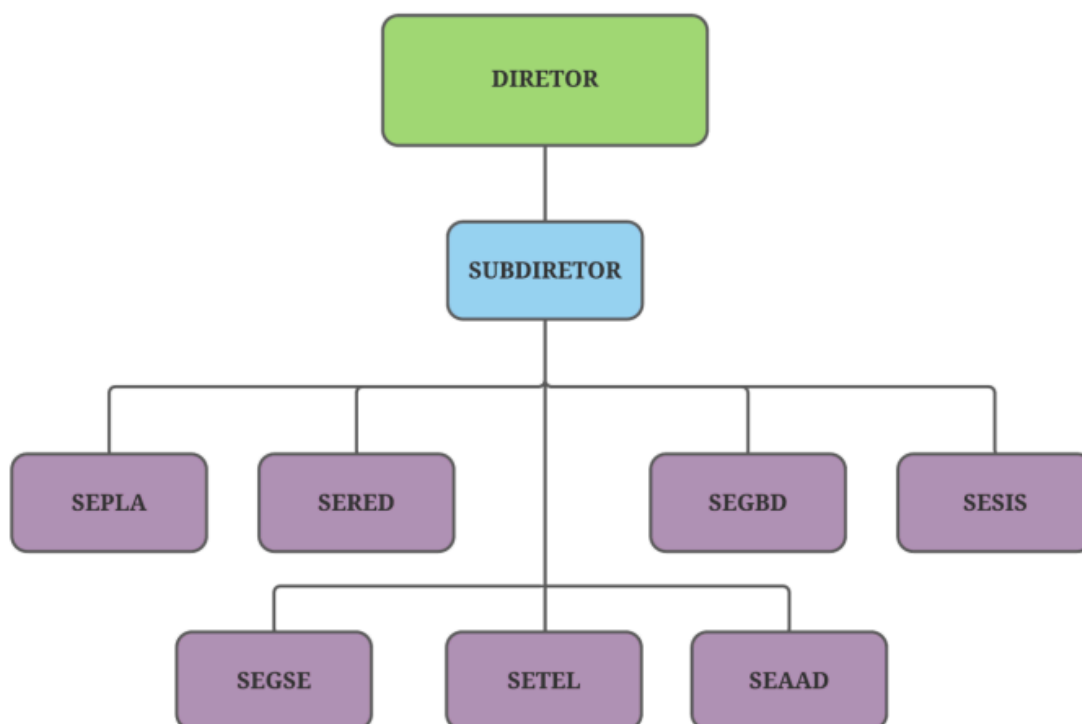 DIRETOR
SUBDIRETOR
SEPLA
SERED
SEGBD
SESIS
SEGSE
SETEL
SEAAD